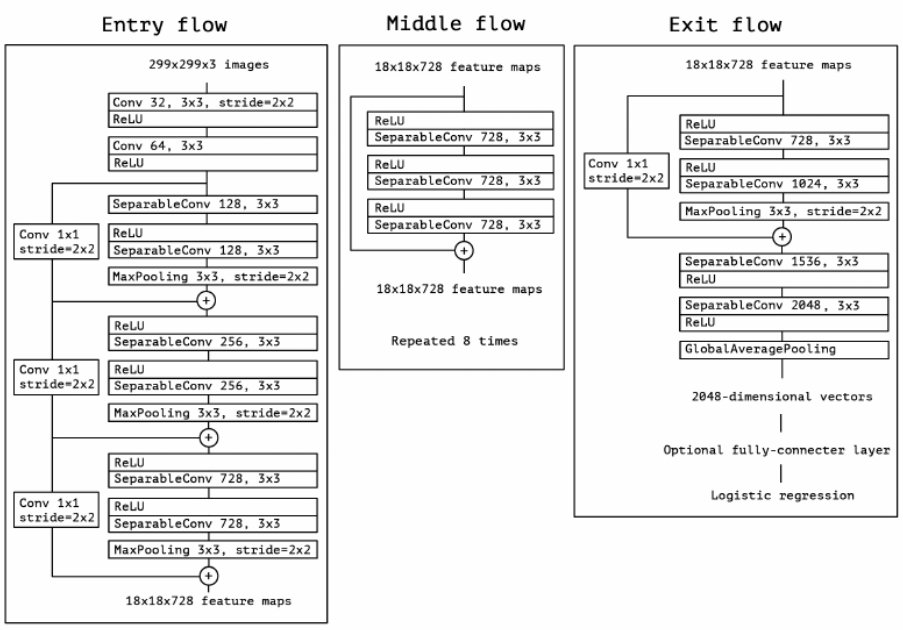 Entry flow
299x299x3 images
Conv 32, 3x3, stride=2x2
ReLU
Conv 64, 3x3
ReLU
SeparableConv 128, 3x3
Conv 1x1
stride=2x2
ReLU
SeparableConv 128, 3x3
MaxPooling 3x3, stride=2x2
+
ReLU
SeparableConv 256, 3x3
Conv 1x1
stride=2x2
ReLU
SeparableConv 256, 3x3
MaxPooling 3x3, stride=2x2
+
ReLU
SeparableConv 728, 3x3
Conv 1x1
stride=2x2
ReLU
SeparableConv 728, 3x3
MaxPooling 3x3, stride=2x2
+
18x18x728 feature maps
Middle flow
18x18x728 feature maps
ReLU
SeparableConv 728, 3x3
ReLU
SeparableConv 728, 3x3
ReLU
SeparableConv 728, 3x3
+
18x18x728 feature maps
Repeated 8 times
Exit flow
18x18x728 feature maps
ReLU
SeparableConv 728, 3x3
Conv 1x1
stride=2x2
ReLU
SeparableConv 1024, 3x3
MaxPooling 3x3, stride=2x2
+
SeparableConv 1536, 3x3
ReLU
SeparableConv 2048, 3x3
ReLU
GlobalAveragePooling
2048-dimensional vectors
Optional fully-connecter layer
Logistic regression